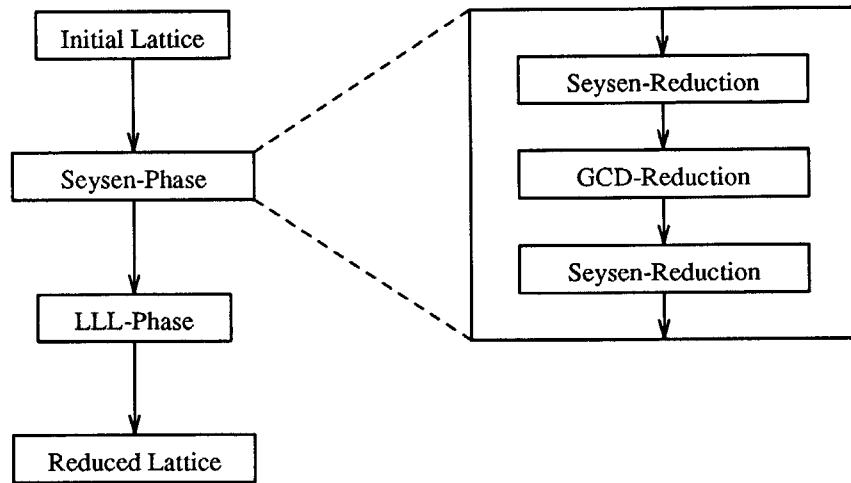 Initial Lattice
Seysen-Phase
LLL-Phase
Reduced Lattice
Seysen-Reduction
GCD-Reduction
Seysen-Reduction